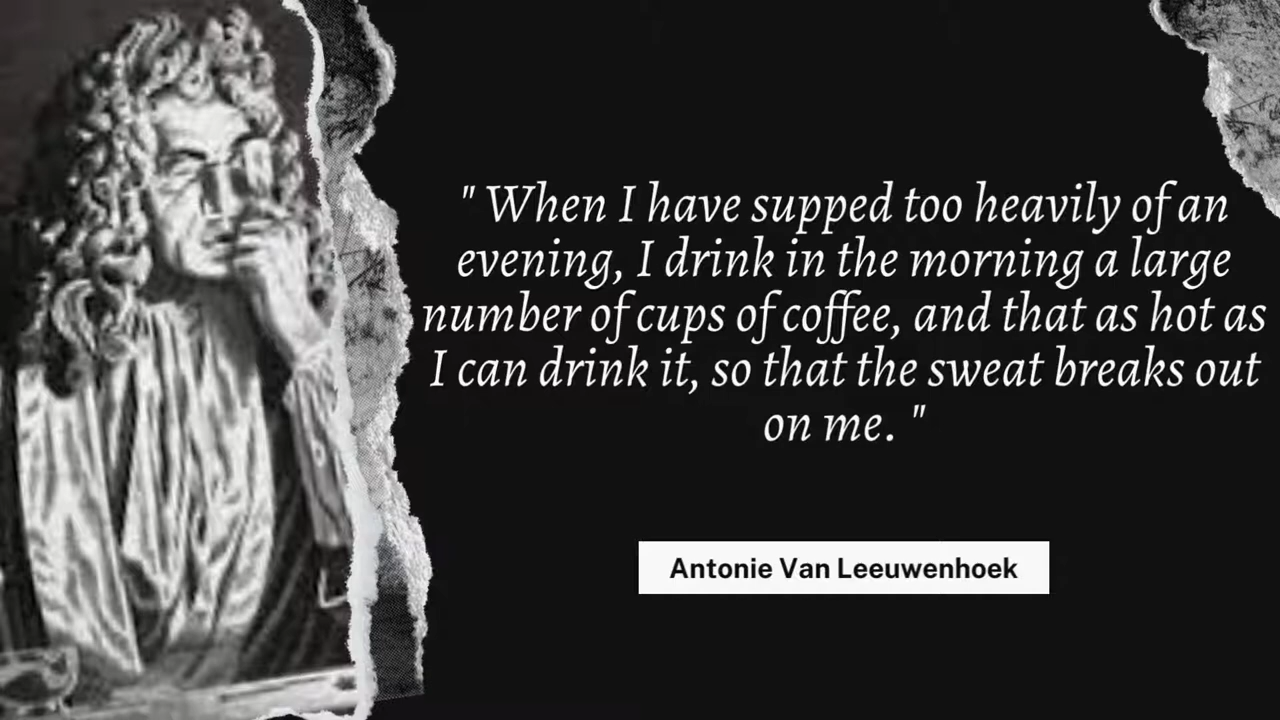 " When I have supped too heavily of an
evening, I drink in the morning a large
number of cups of coffee, and that as hot as
I can drink it, so that the sweat breaks out
on me. "
Antonie Van Leeuwenhoek